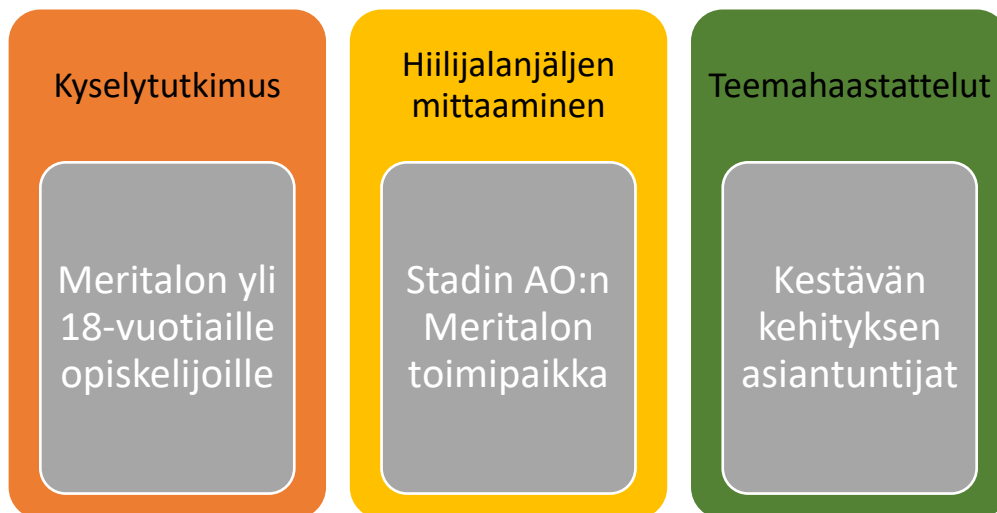 Kyselytutkimus
Meritalon yli
18-vuotiaille
opiskelijoille
Hiilijalanjäljen
mittaaminen
Stadin AO:n
Meritalon
toimipaikka
Teemahaastattelut
Kestävän
kehityksen
asiantuntijat